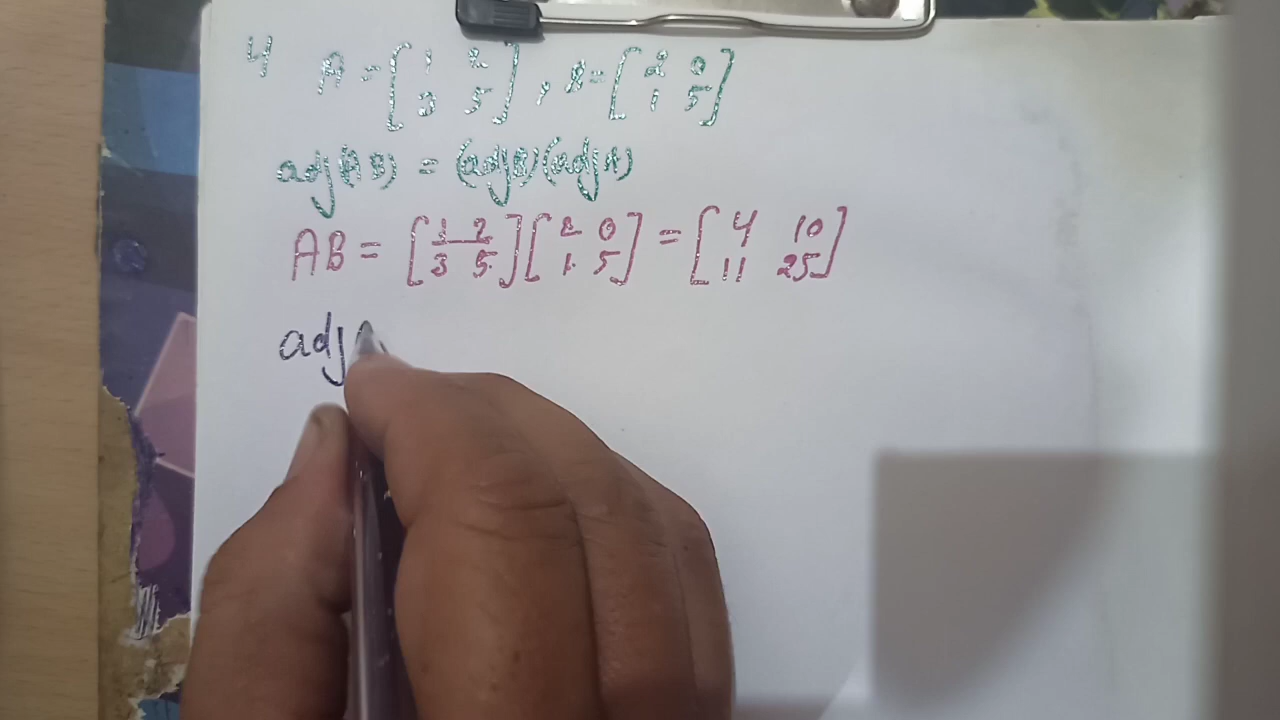 4 A = [1 2 3 5], B = [2 0 1 5]
adj(AB) = (adjB)(adjA)
AB = [1 2 3 5][2 0 1 5] = [4 10 11 25]
adj